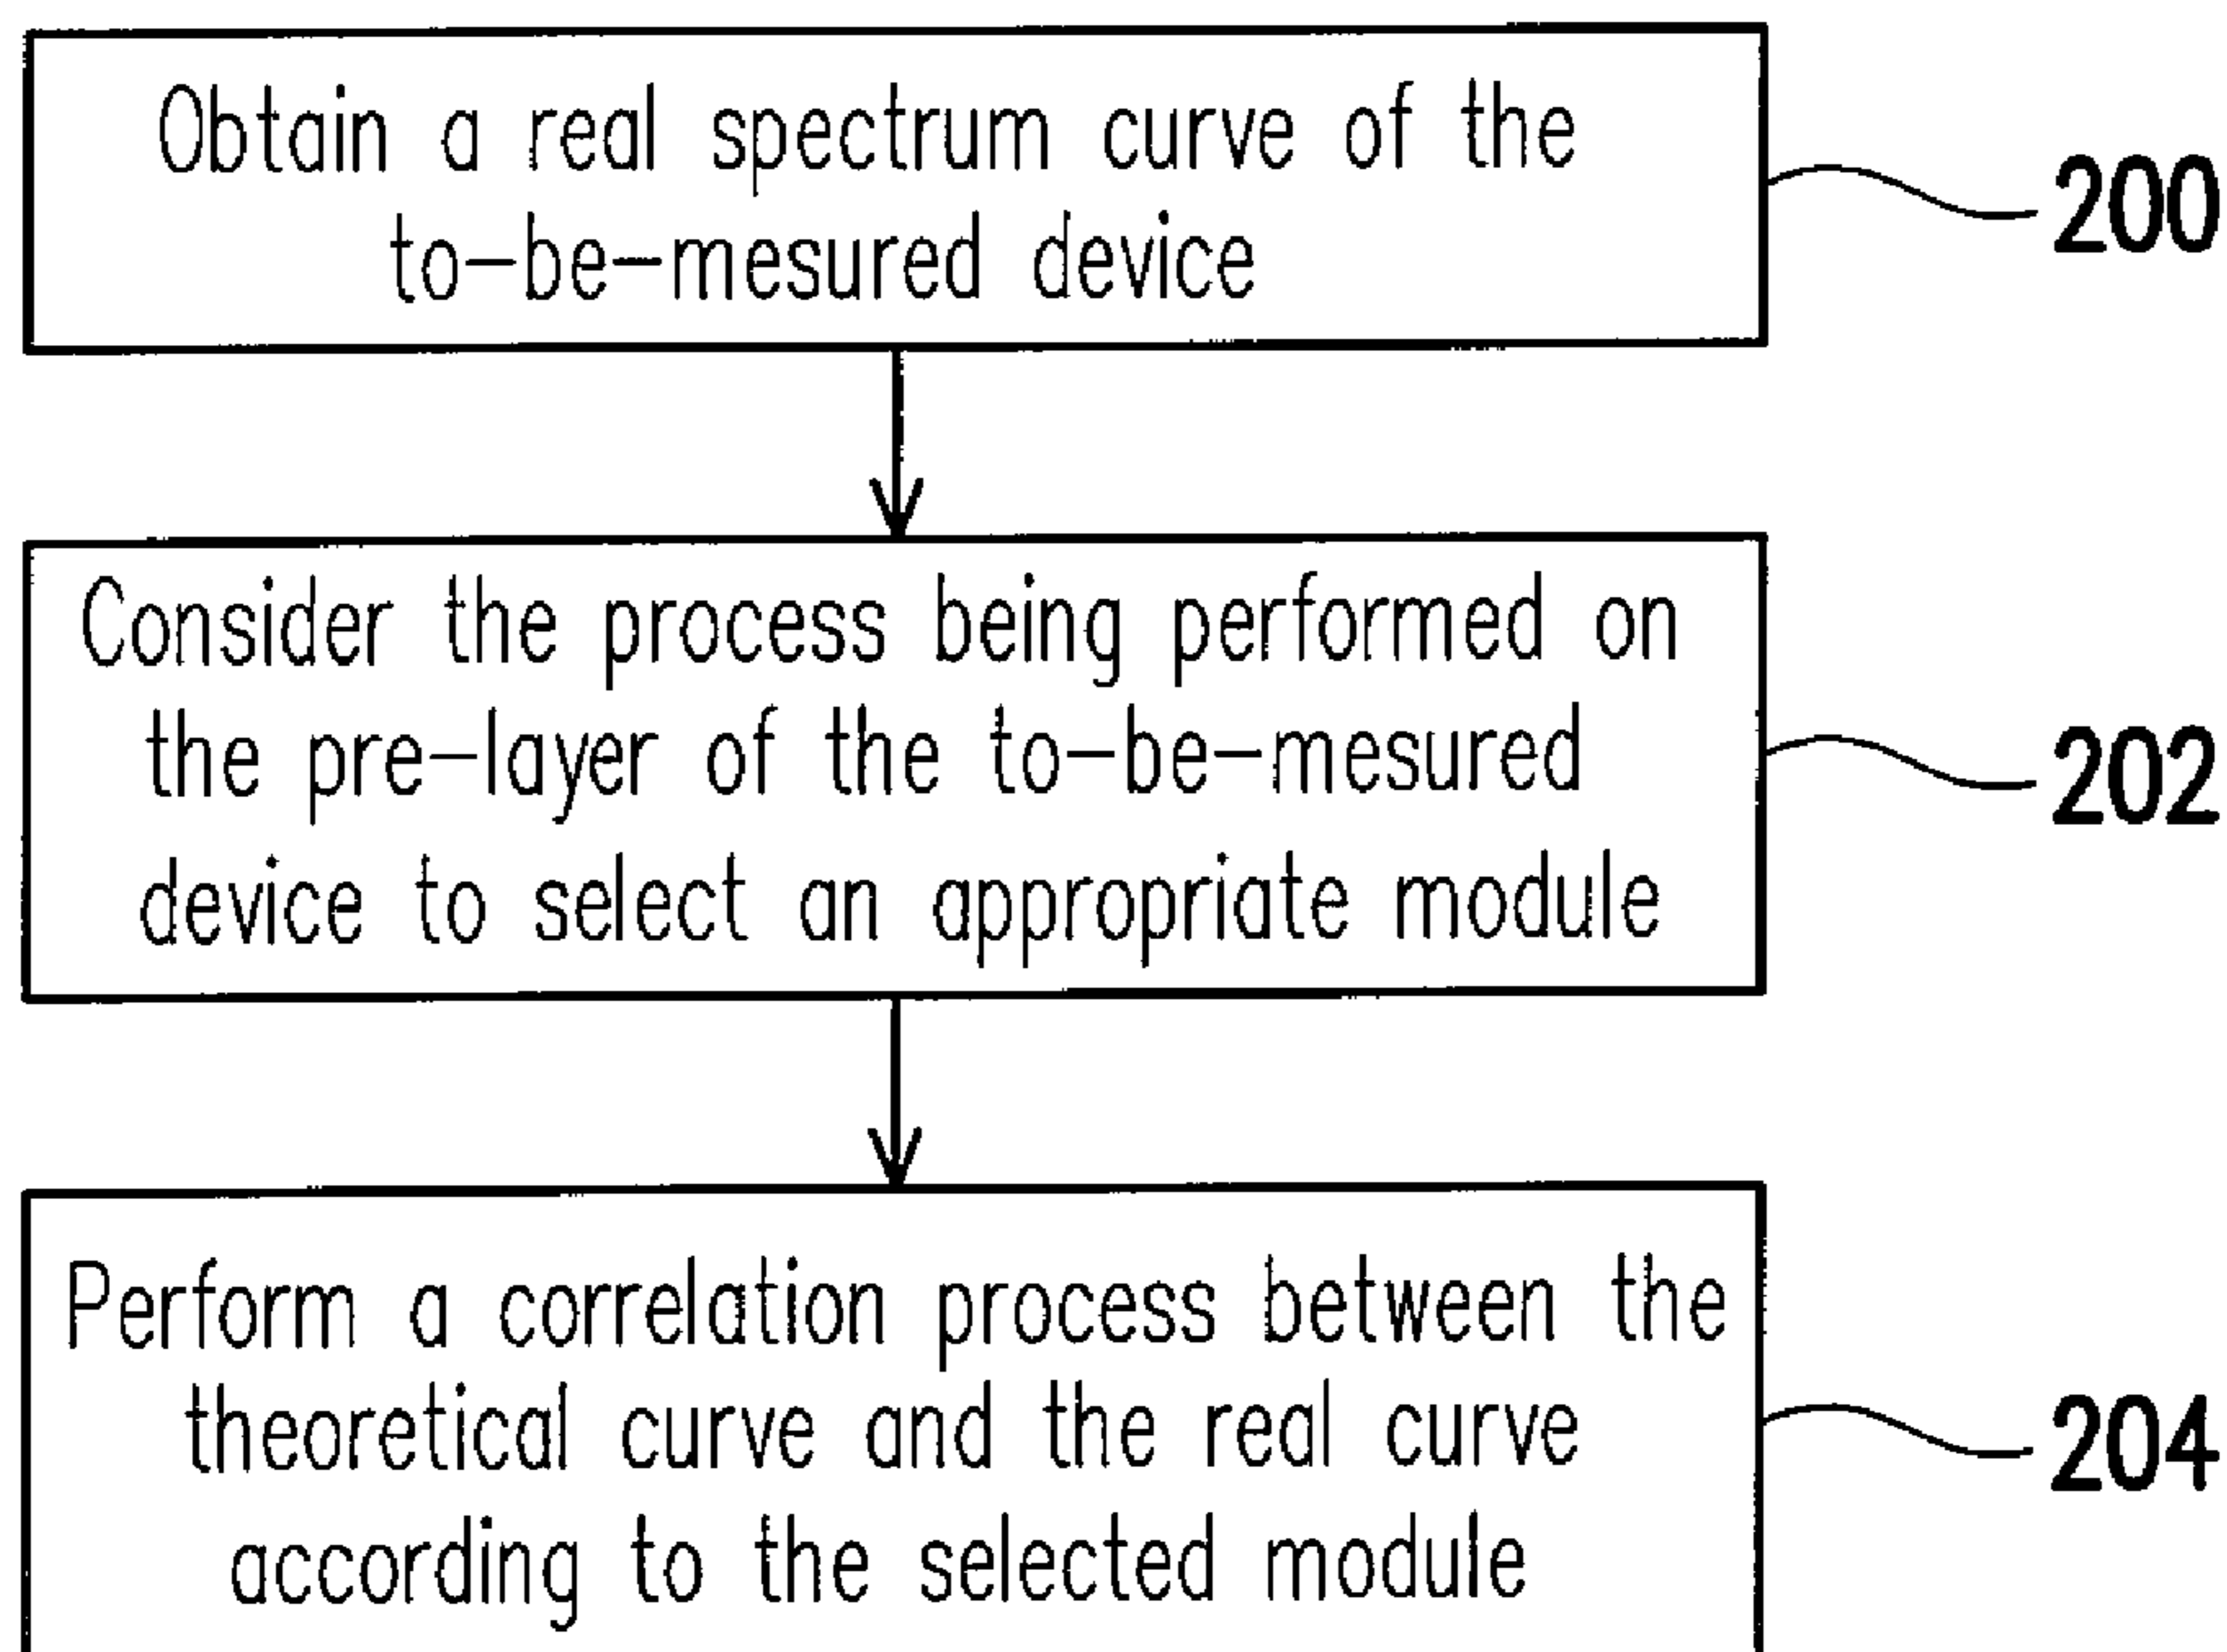 Obtain a real spectrum curve of the
to-be-mesured device
200
Consider the process being performed on
the pre-layer of the to-be-mesured
device to select an appropriate module
202
Perform a correlation process between the
theoretical curve and the real curve
according to the selected module
204